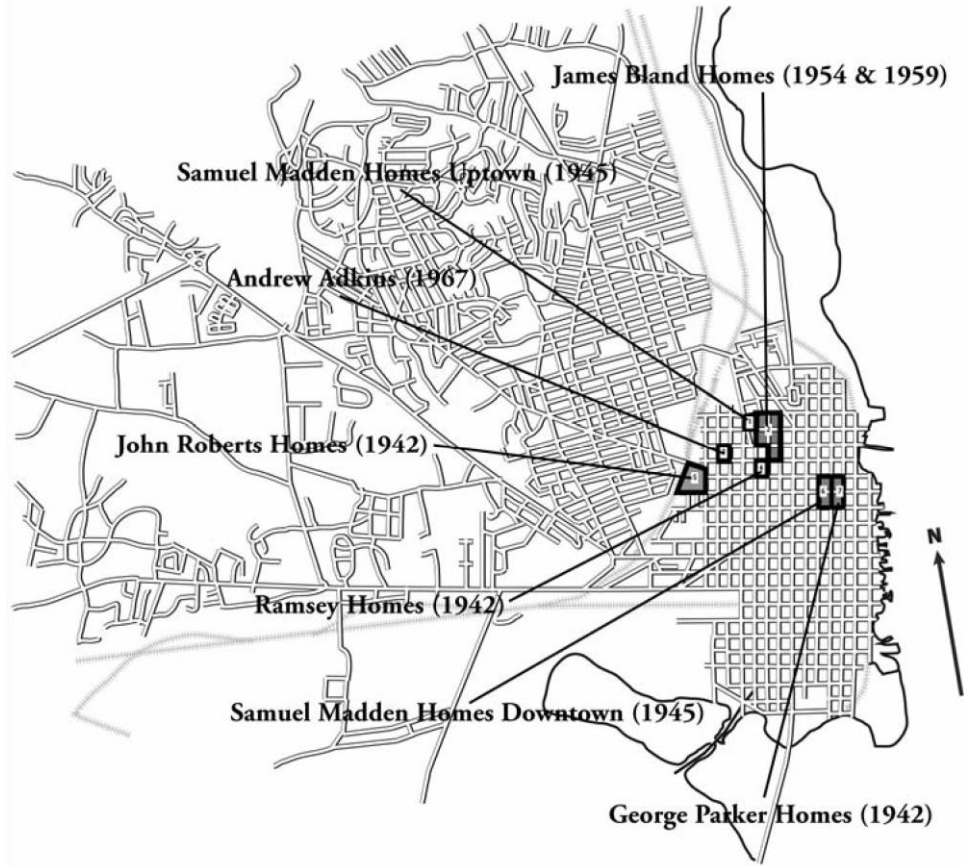 James Bland Homes (1954 & 1959)
Samuel Madden Homes Uptown (1945)
Andrew Adkins (1967)
John Roberts Homes (1942)
N
Ramsey Homes (1942)
Samuel Madden Homes Downtown (1945)
George Parker Homes (1942)